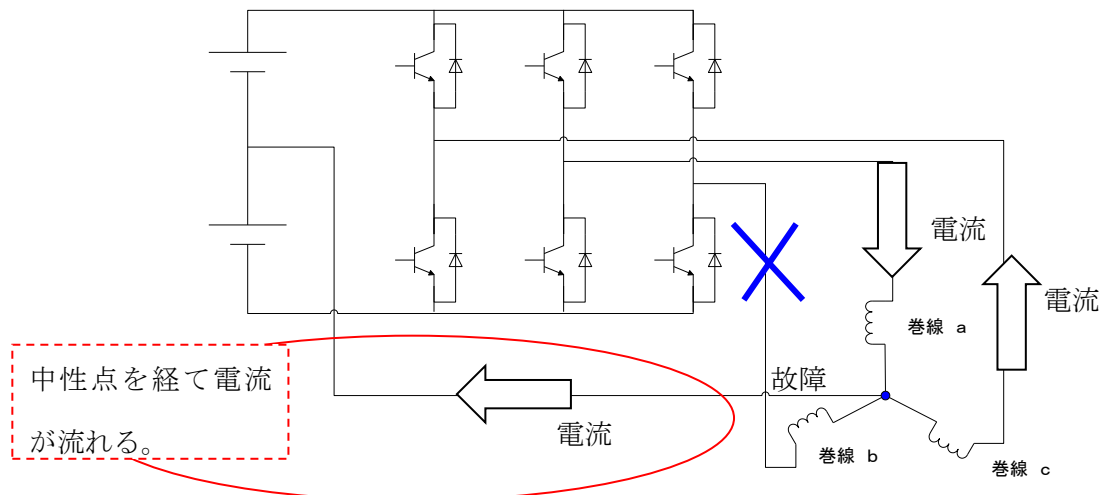 電流
電流
巻線 a
中性点を経て電流
が流れる。
故障
電流
巻線 b
巻線 c